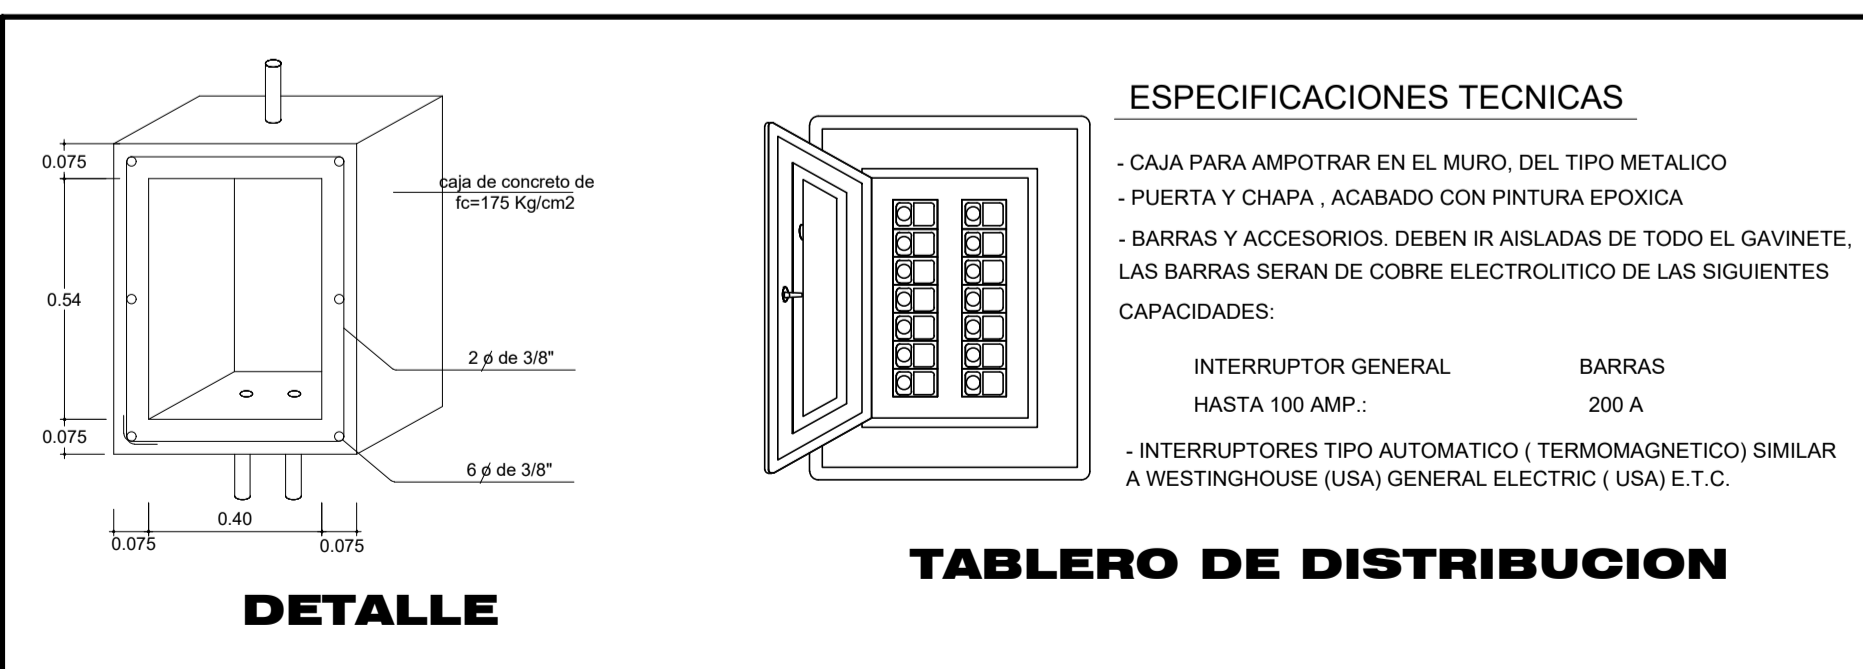 0.075
caja de concreto de
fc=175 Kg/cm2
0.54
2 ø de 3/8"
0.075
6 ø de 3/8"
0.40
0.075
0.075
DETALLE
ESPECIFICACIONES TECNICAS
- CAJA PARA AMPOTRAR EN EL MURO, DEL TIPO METALICO
- PUERTA Y CHAPA , ACABADO CON PINTURA EPOXICA
- BARRAS Y ACCESORIOS. DEBEN IR AISLADAS DE TODO EL GAVINETE,
LAS BARRAS SERAN DE COBRE ELECTROLITICO DE LAS SIGUIENTES
CAPACIDADES:
INTERRUPTOR GENERAL BARRAS
HASTA 100 AMP.: 200 A
- INTERRUPTORES TIPO AUTOMATICO ( TERMOMAGNETICO) SIMILAR
A WESTINGHOUSE (USA) GENERAL ELECTRIC ( USA) E.T.C.
TABLERO DE DISTRIBUCION